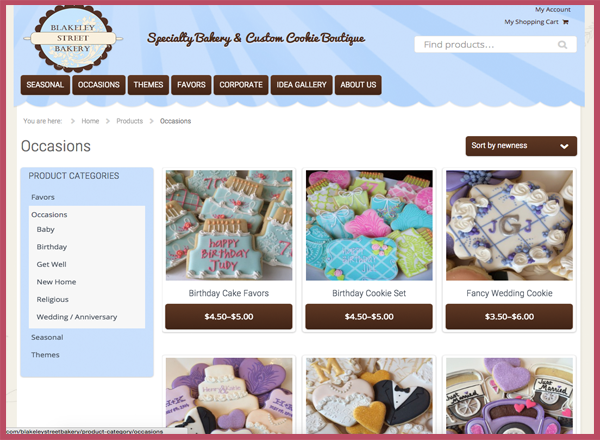 My Account
My Shopping Cart
BLAKELEY
STREET
BAKERY
Specialty Bakery & Custom Cookie Boutique
Find products…
SEASONAL
OCCASIONS
THEMES
FAVORS
CORPORATE
IDEA GALLERY
ABOUT US
You are here: > Home > Products > Occasions
Occasions
Sort by newness
PRODUCT CATEGORIES
Favors
Occasions
Baby
Birthday
Get Well
New Home
Religious
Wedding / Anniversary
Seasonal
Themes
happy
BIRTHDAY
JUDY
Birthday Cake Favors
$4.50–$5.00
Birthday Cookie Set
$4.50–$5.00
G
J J
Fancy Wedding Cookie
$3.50–$6.00
M
Just
Married
com/blakeleystreetbakery/product-category/occasions